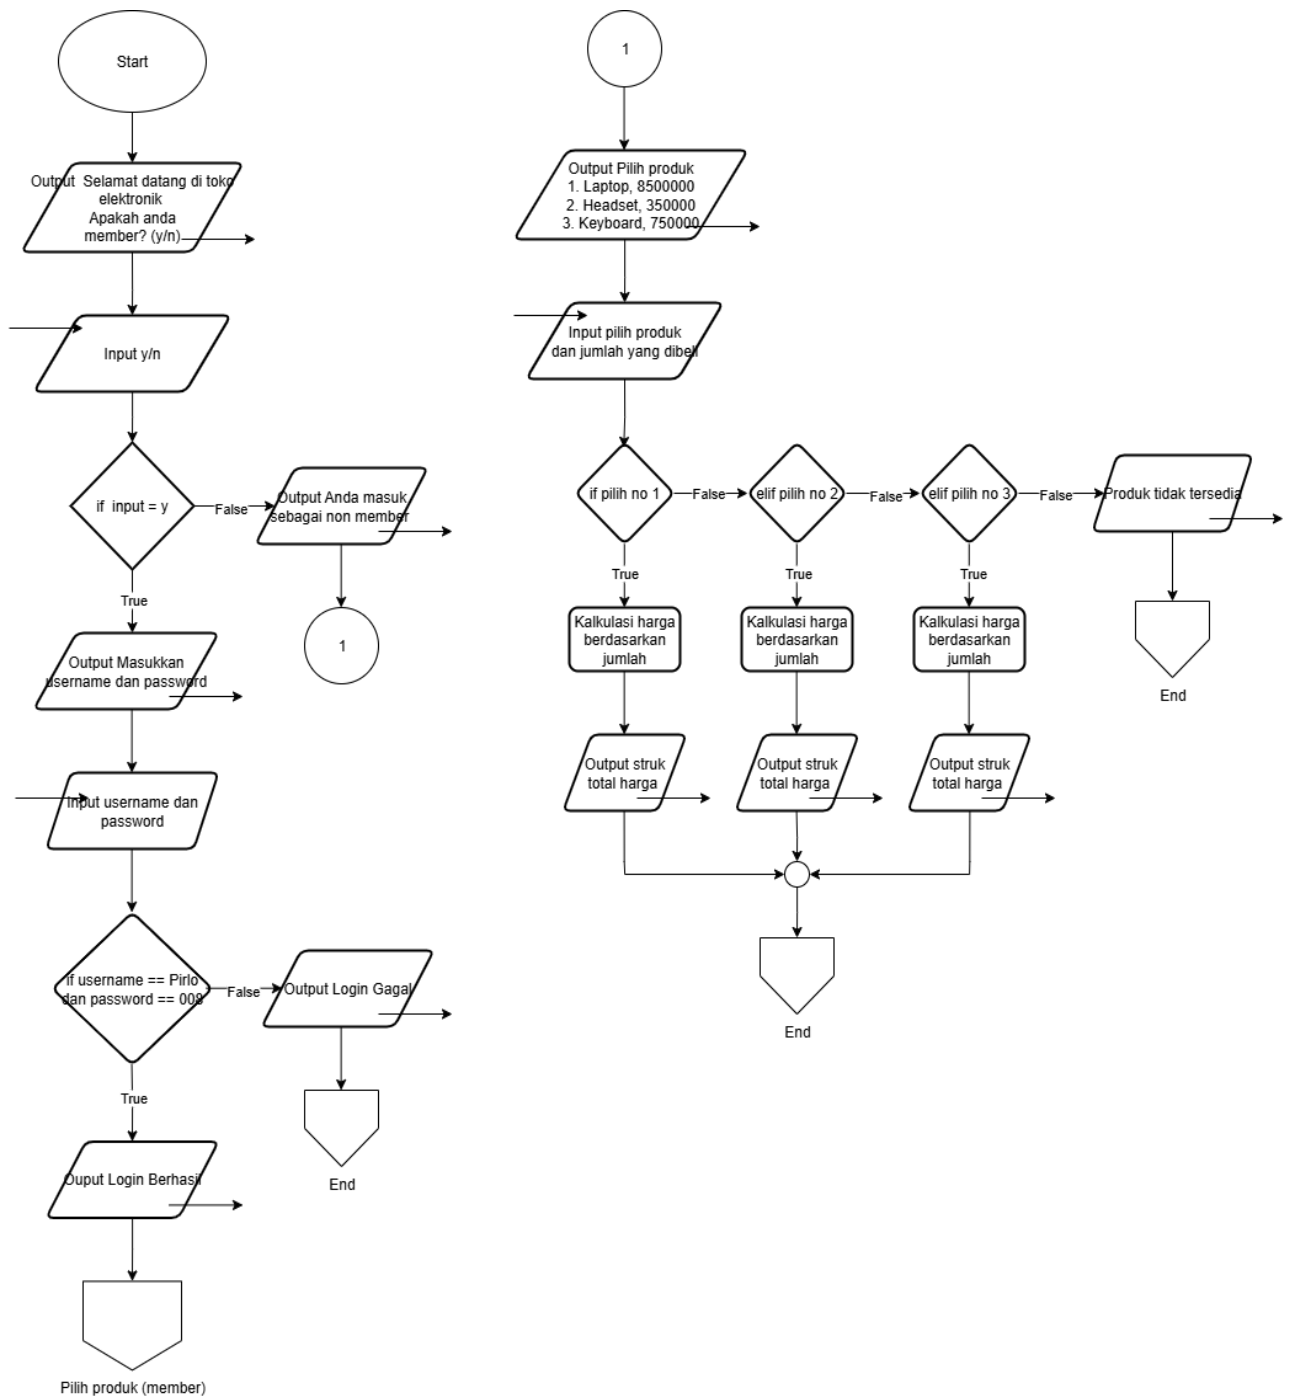 Start
Output  Selamat datang di toko
elektronik
Apakah anda
member? (y/n)
Input y/n
if  input = y
False
Output Anda masuk
sebagai non member
1
True
Output Masukkan
username dan password
Input username dan
password
if username == Pirlo
dan password == 008
False
Output Login Gagal
End
True
Ouput Login Berhasil
Pilih produk (member)
1
Output Pilih produk
1. Laptop, 8500000
2. Headset, 350000
3. Keyboard, 750000
Input pilih produk
dan jumlah yang dibeli
if pilih no 1
False
elif pilih no 2
False
elif pilih no 3
False
Produk tidak tersedia
End
True
True
True
Kalkulasi harga
berdasarkan
jumlah
Kalkulasi harga
berdasarkan
jumlah
Kalkulasi harga
berdasarkan
jumlah
Output struk
total harga
Output struk
total harga
Output struk
total harga
End